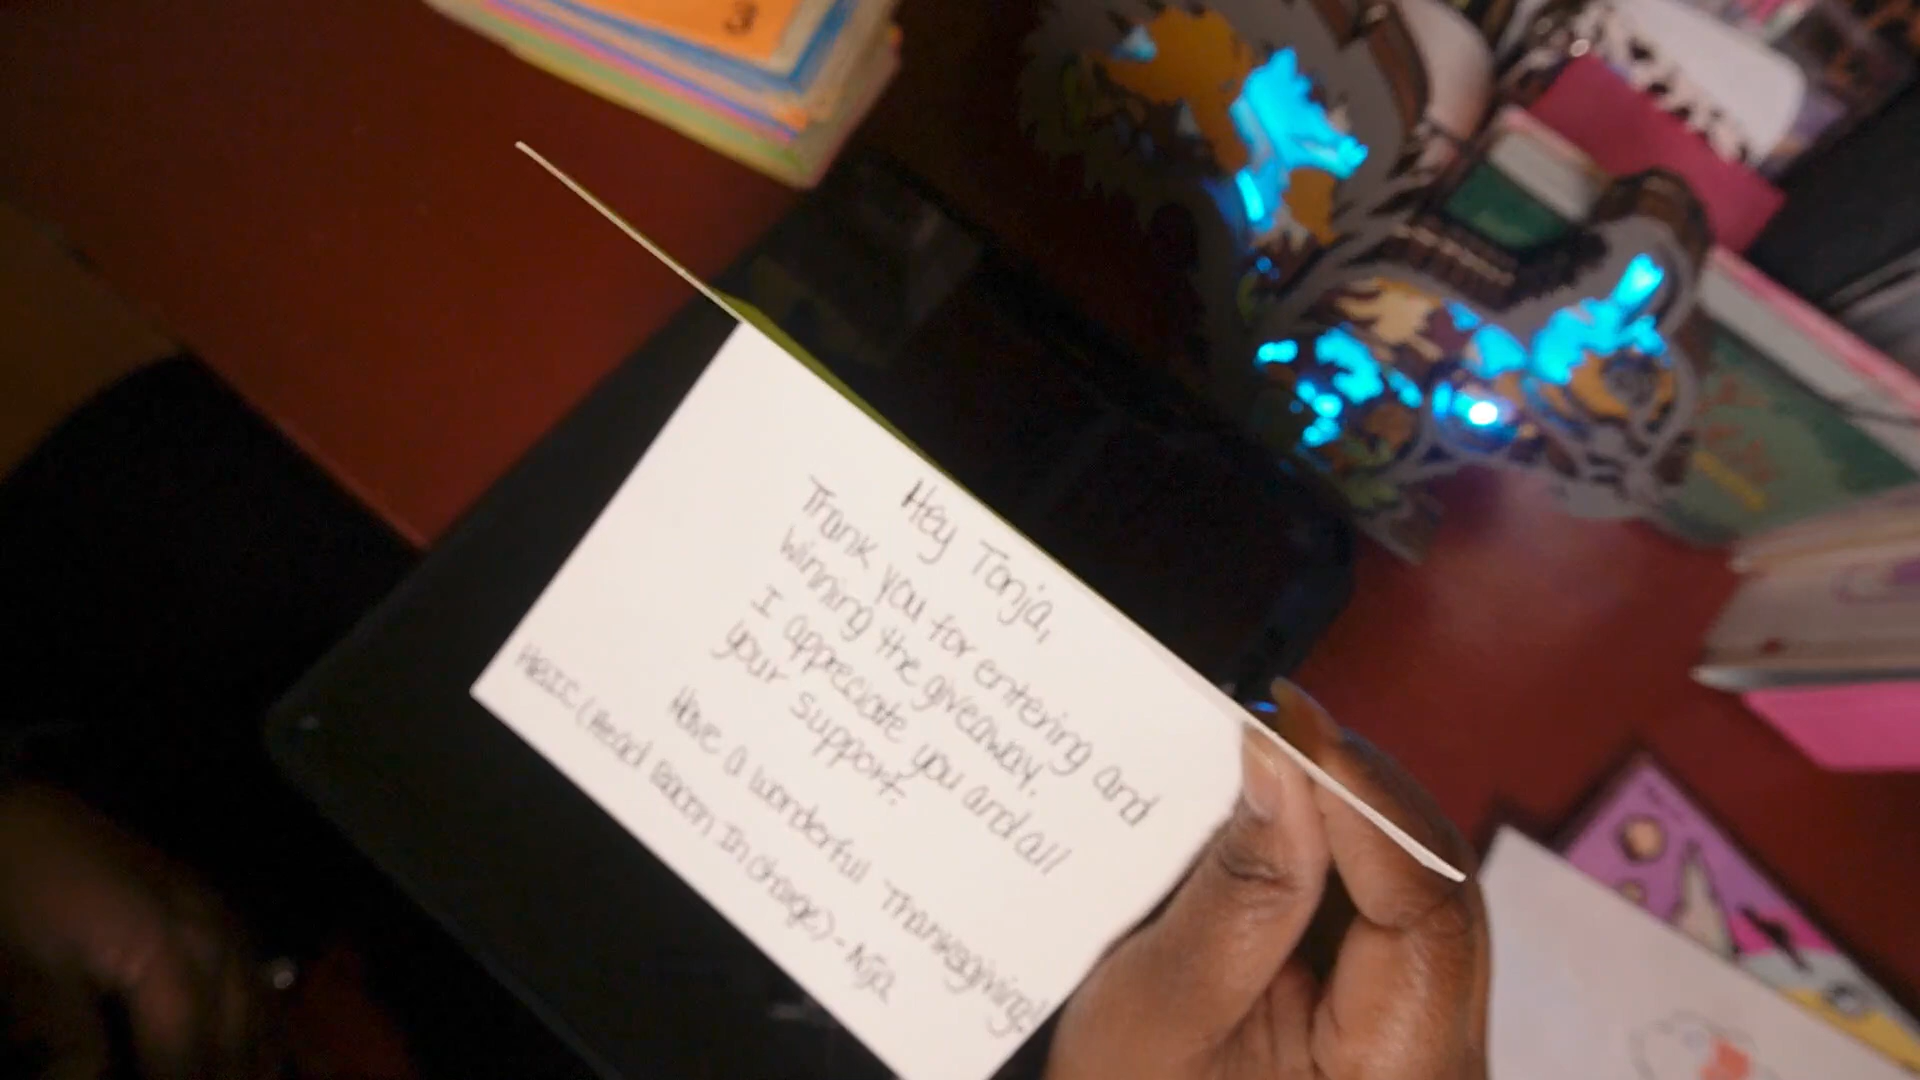 Hey Tonja,
Thank you for entering and
winning the giveaway.
I appreciate you and all
your support.
Have a wonderful Thanksgiving!
(Head Bacon In Charge) - Nja
3